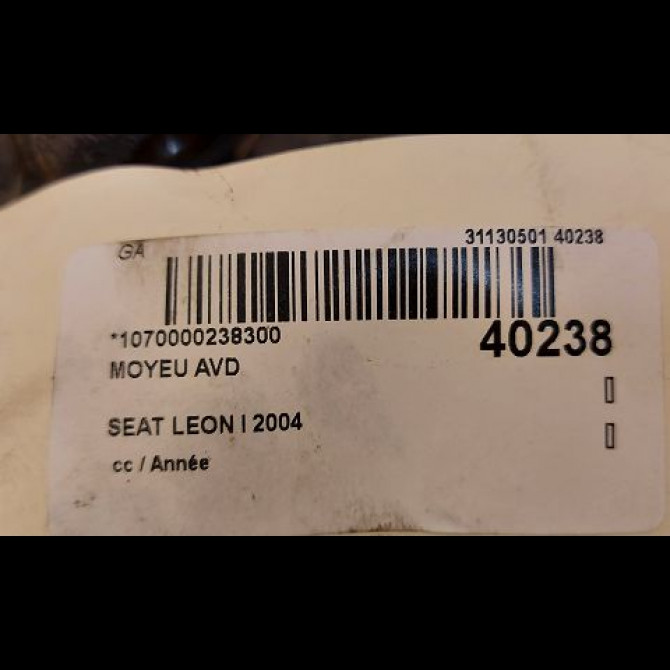 GA 31130501 40238
*1070000238300 40238
MOYEU AVD
SEAT LEON I 2004
cc / Année